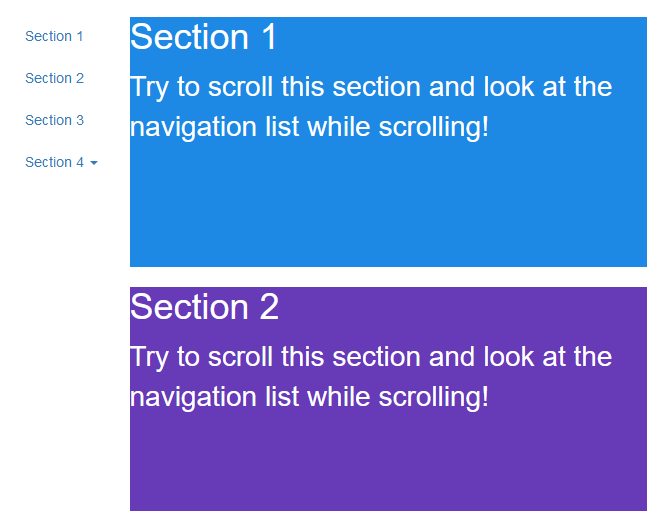 Section 1
Section 2
Section 3
Section 4
Section 1
Try to scroll this section and look at the
navigation list while scrolling!
Section 2
Try to scroll this section and look at the
navigation list while scrolling!